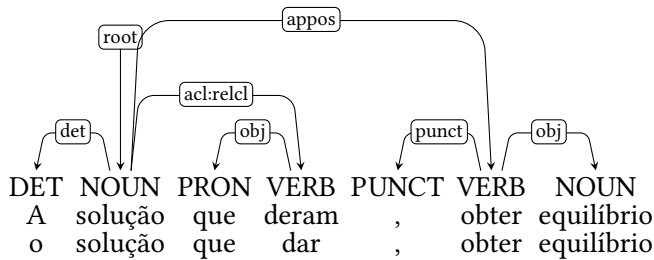 appos
root
acl:relcl
det obj punct obj
DET NOUN PRON VERB PUNCT VERB NOUN
A solução que deram , obter equilíbrio
o solução que dar , obter equilíbrio